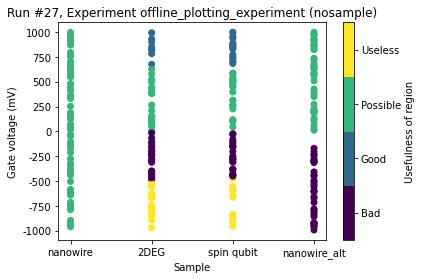 Run #27, Experiment offline_plotting_experiment (nosample)
1000
750
500
250
0
-250
-500
-750
-1000
Gate voltage (mV)
nanowire
2DEG
spin qubit
nanowire_alt
Sample
Useless
Possible
Good
Bad
Usefulness of region